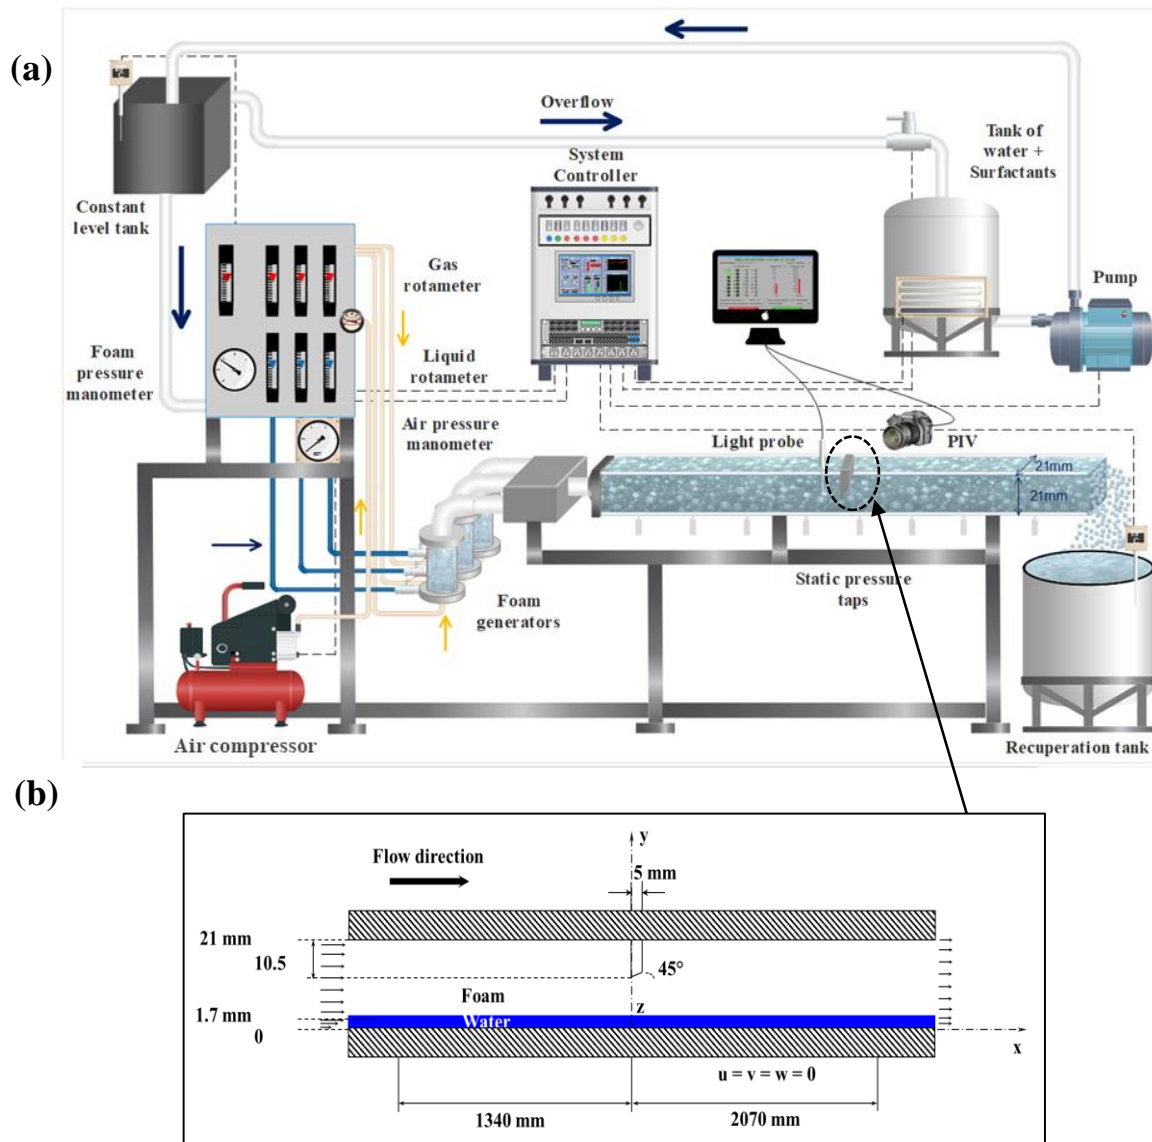 (a)
Overflow
Tank of
water +
Surfactants
System
Controller
Constant
level tank
Gas
rotameter
Pump
Foam
pressure
manometer
Liquid
rotameter
Air pressure
manometer
Light probe
PIV
21mm
21mm
Static pressure
taps
Foam
generators
Air compressor
Recuperation tank
(b)
y
Flow direction
5 mm
21 mm
10.5
45°
Foam
z
1.7 mm
Water
0
x
u = v = w = 0
1340 mm
2070 mm